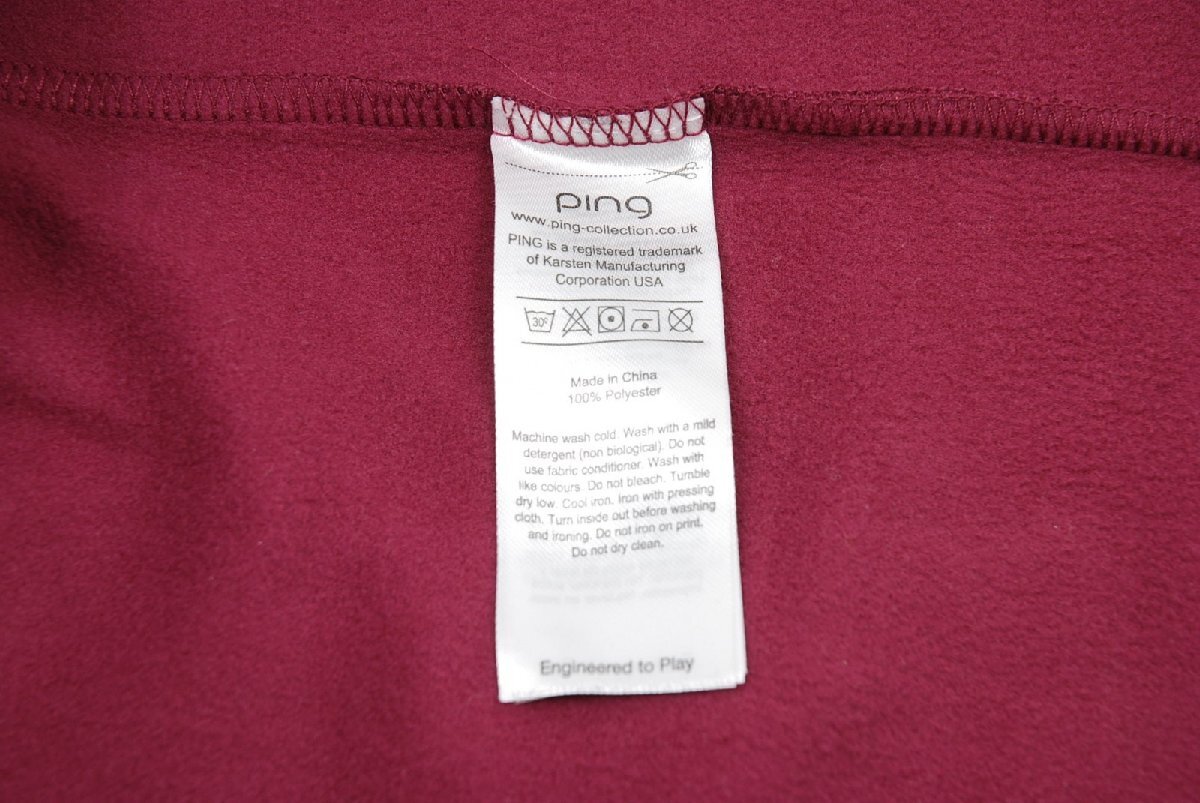 ping
www.ping-collection.co.uk
PING is a registered trademark
of Karsten Manufacturing
Corporation USA
30°
Made in China
100% Polyester
Machine wash cold. Wash with a mild
detergent (non biological). Do not
use fabric conditioner. Wash with
like colours. Do not bleach. Tumble
dry low. Cool iron. Iron with pressing
cloth. Turn inside out before washing
and ironing. Do not iron on print.
Do not dry clean.
Engineered to Play